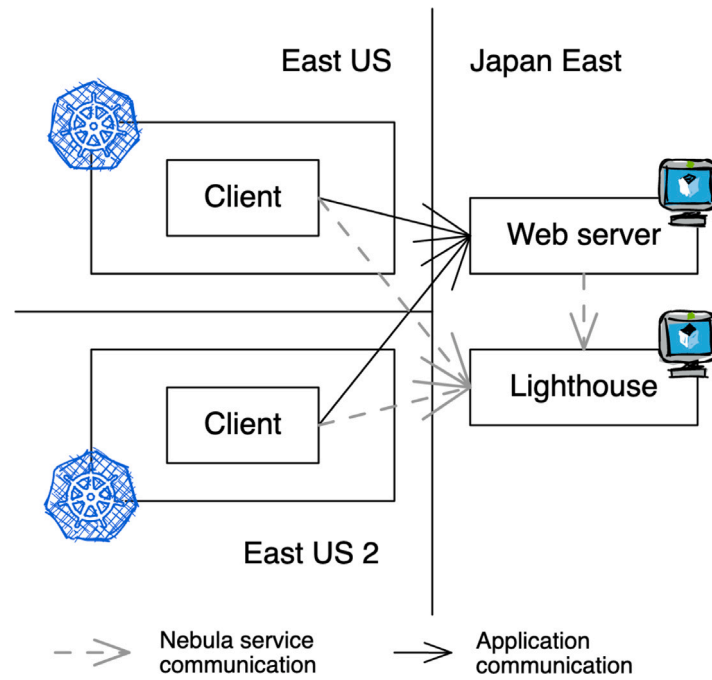 East US
Japan East
Client
Web server
Lighthouse
Client
East US 2
Nebula service
communication
Application
communication